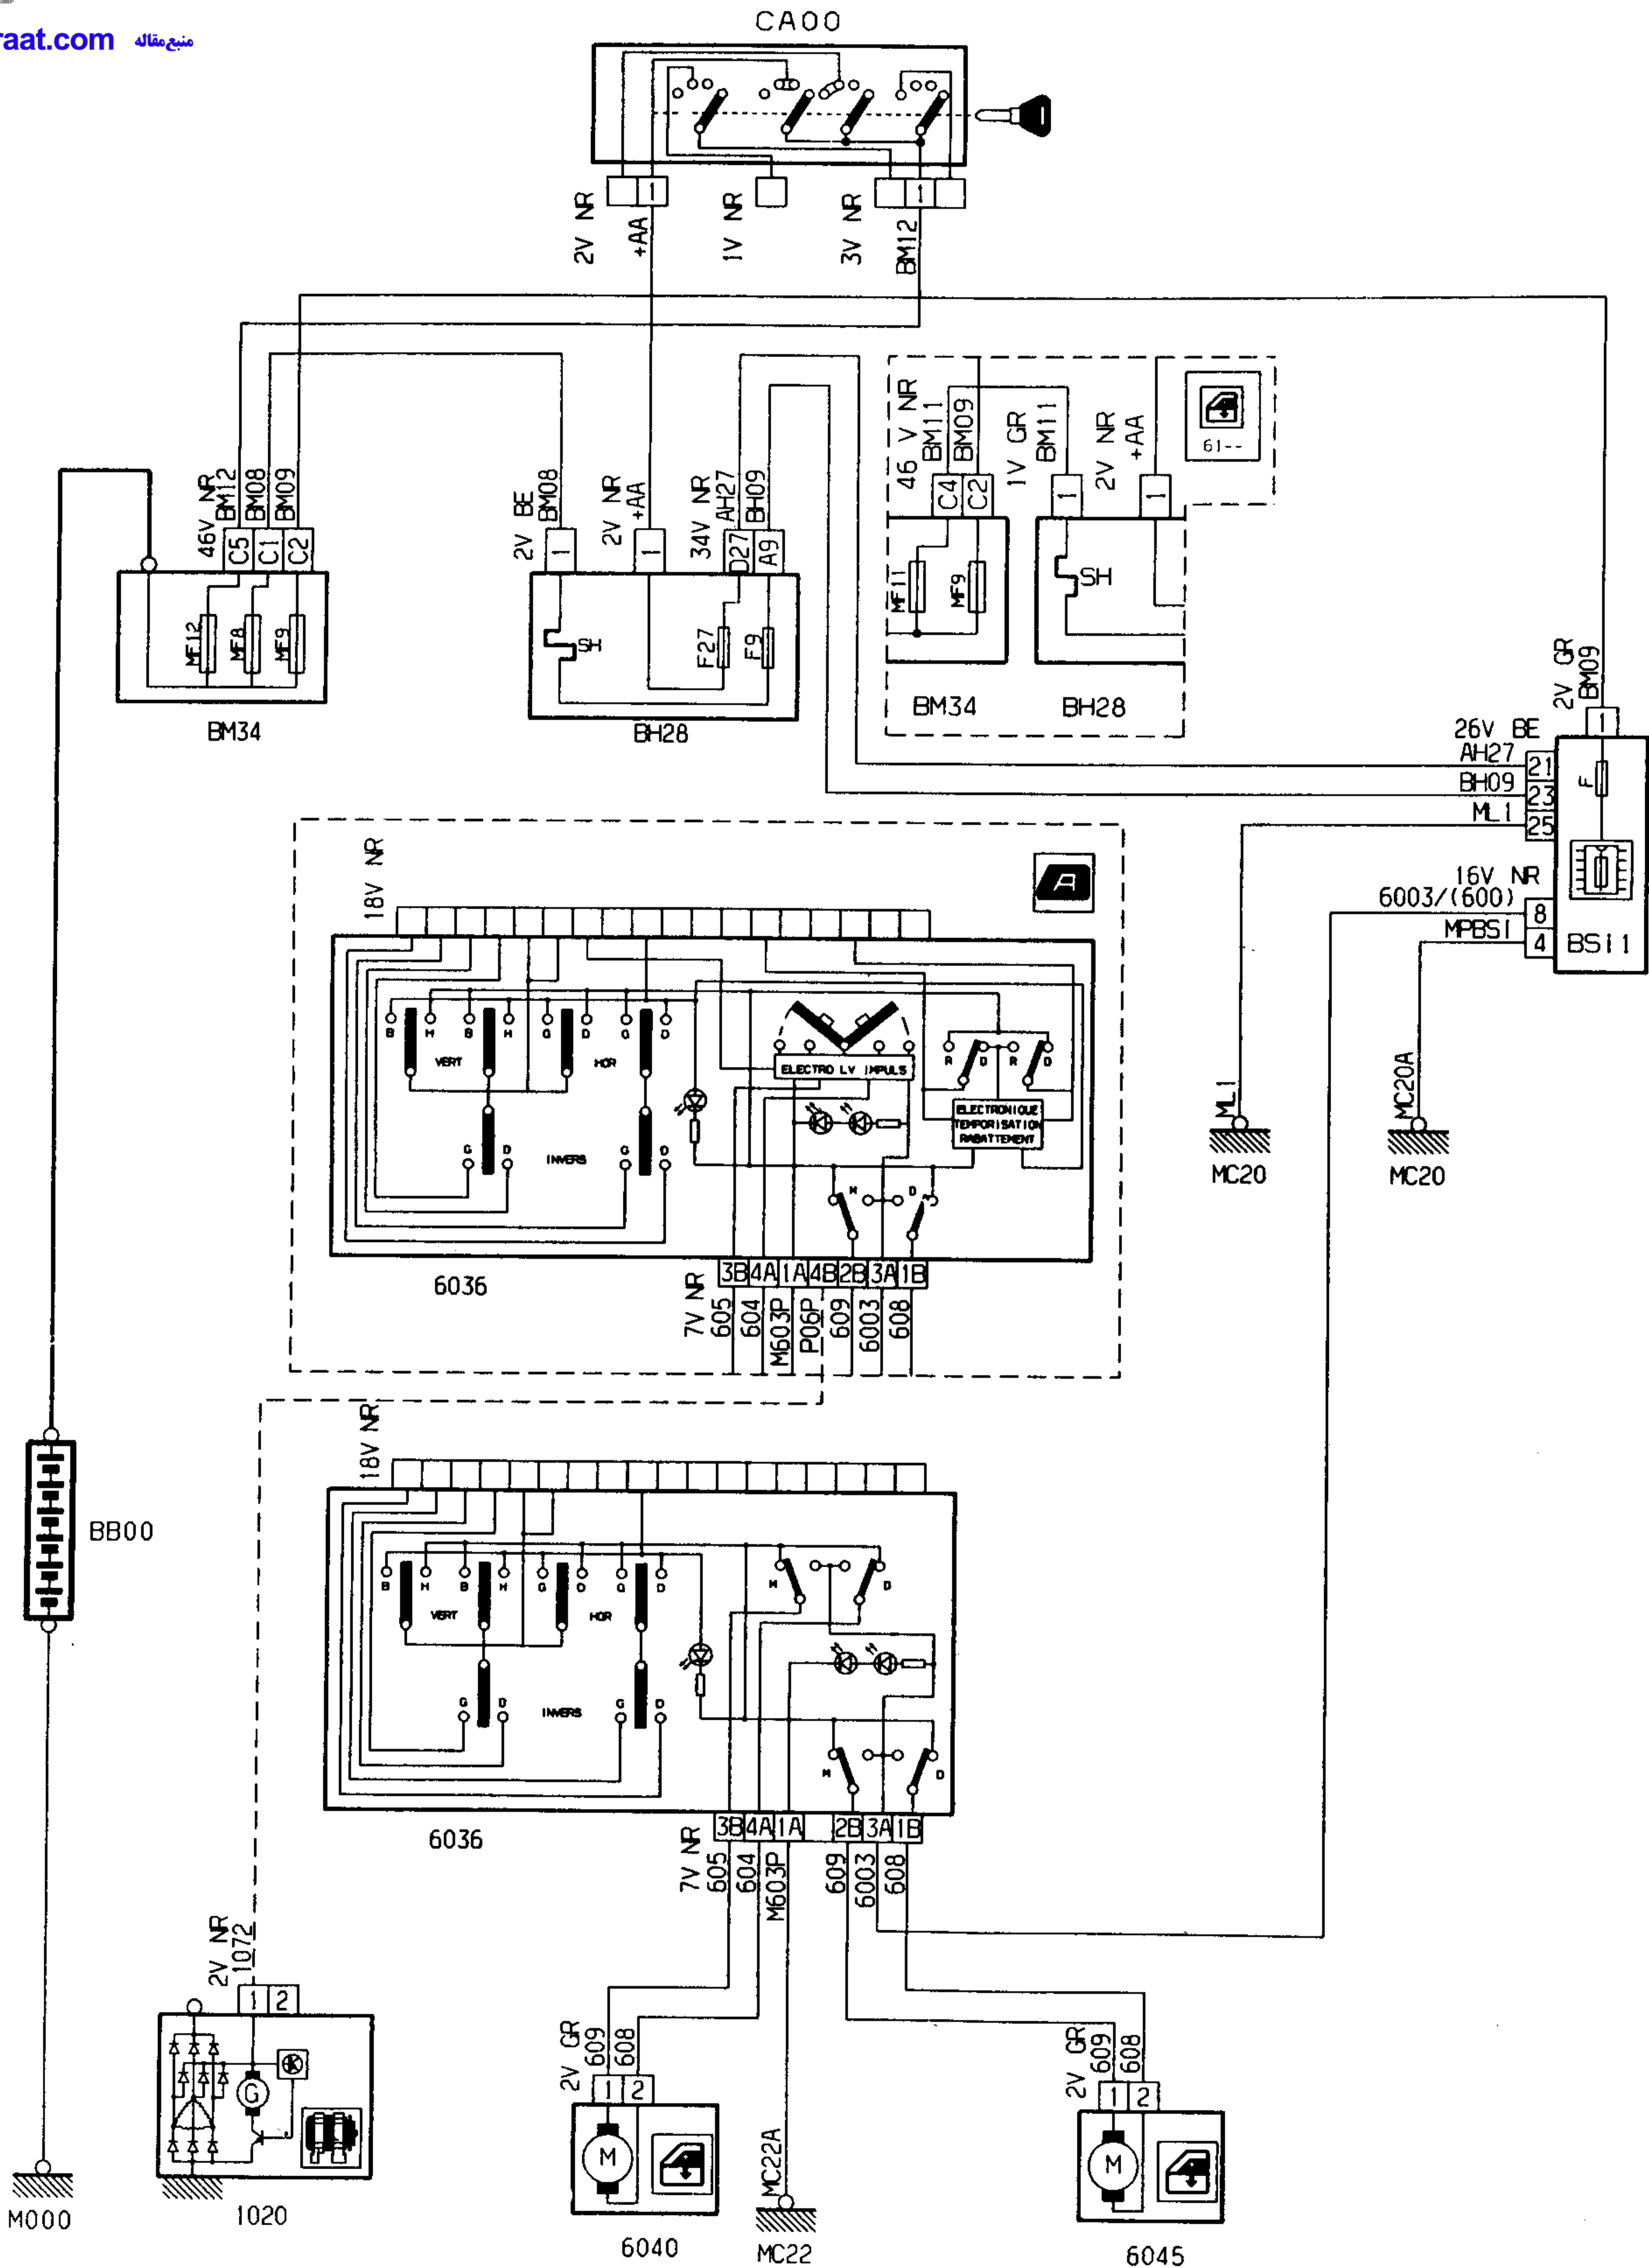 raat.com منبع مقاله
CA00
2V NR
1
+AA
1V NR
3V NR
1
BM12
46V NR
BM12
BM08
BM09
C5
C1
C2
MF12
MF8
MF9
BM34
2V BE
BM08
1
2V NR
+AA
1
34V NR
AH27
BH09
D27
A9
SH
F27
F9
BH28
46 V NR
BM11
BM09
C4
C2
1V GR
BM11
1
2V NR
+AA
1
61--
MF11
MF9
SH
BM34
BH28
2V GR
BM09
1
26V BE
AH27
21
BH09
23
ML1
25
F
16V NR
6003/(600)
8
MPBSI
4
BSI1
ML1
MC20
MC20A
MC20
18V NR
A
B H B H G D G D
VERT
HOR
ELECTRO LV IMPULS
R D R D
ELECTRONIQUE
TEMPORISATION
RABATTEMENT
G D
INVERS
G D
M D
6036
7V NR
3B 4A 1A 4B 2B 3A 1B
605
604
M603P
P06P
609
6003
608
BB00
18V NR
B H B H G D G D
VERT
HOR
M D
G D
INVERS
G D
M D
6036
7V NR
3B 4A 1A 2B 3A 1B
605
604
M603P
609
6003
608
M000
2V NR
1072
1 2
G
1020
2V GR
609
608
1 2
M
6040
MC22A
MC22
2V GR
609
608
1 2
M
6045